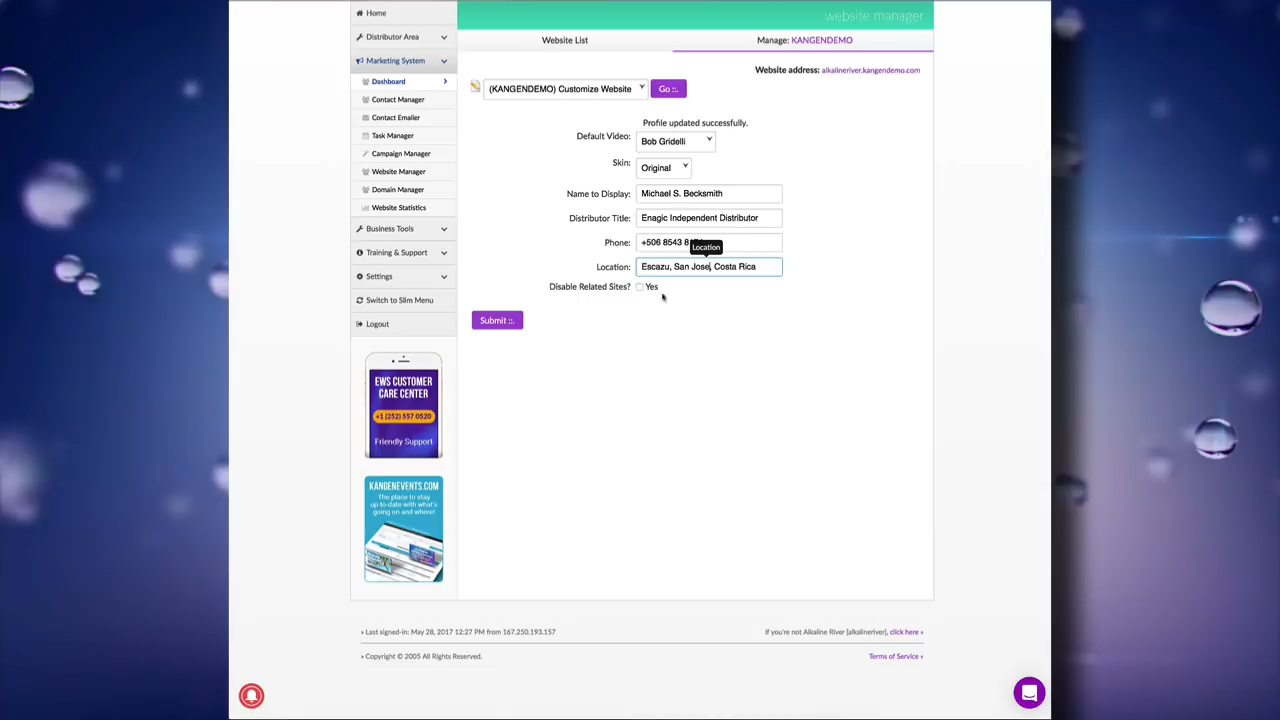 Home
website manager
Distributor Area
Website List
Manage: KANGENDEMO
Marketing System
Website address: alkalineriver.kangendemo.com
Dashboard
(KANGENDEMO) Customize Website
Go ::.
Contact Manager
Contact Emailer
Profile updated successfully.
Task Manager
Default Video:
Bob Gridelli
Campaign Manager
Skin:
Original
Website Manager
Domain Manager
Name to Display:
Michael S. Becksmith
Website Statistics
Distributor Title:
Enagic Independent Distributor
Business Tools
Phone:
+506 8543 8
Location
Training & Support
Location:
Escazu, San Jose, Costa Rica
Settings
Disable Related Sites?
Yes
Switch to Slim Menu
Submit ::.
Logout
EWS CUSTOMER
CARE CENTER
+1 (252) 557 0520
Friendly Support
KANGENEVENTS.COM
The place to stay
up to date with what's
going on and where!
» Last signed-in: May 28, 2017 12:27 PM from 167.250.193.157
If you're not Alkaline River [alkalineriver], click here «
» Copyright © 2005 All Rights Reserved.
Terms of Service «